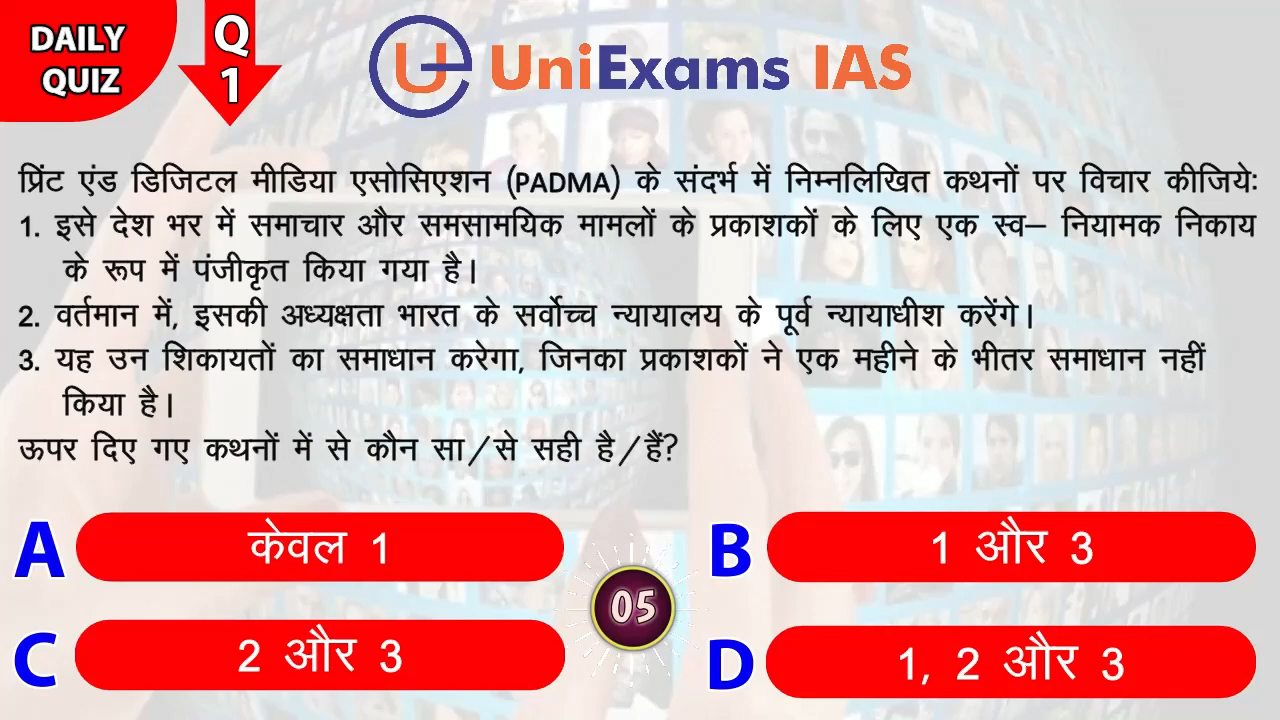 DAILY
QUIZ
Q
1
UniExams IAS
प्रिंट एंड डिजिटल मीडिया एसोसिएशन (PADMA) के संदर्भ में निम्नलिखित कथनों पर विचार कीजिये:
1. इसे देश भर में समाचार और समसामयिक मामलों के प्रकाशकों के लिए एक स्व– नियामक निकाय
के रूप में पंजीकृत किया गया है।
2. वर्तमान में, इसकी अध्यक्षता भारत के सर्वोच्च न्यायालय के पूर्व न्यायाधीश करेंगे।
3. यह उन शिकायतों का समाधान करेगा, जिनका प्रकाशकों ने एक महीने के भीतर समाधान नहीं
किया है।
ऊपर दिए गए कथनों में से कौन सा/से सही है/हैं?
A केवल 1
B 1 और 3
05
C 2 और 3
D 1, 2 और 3